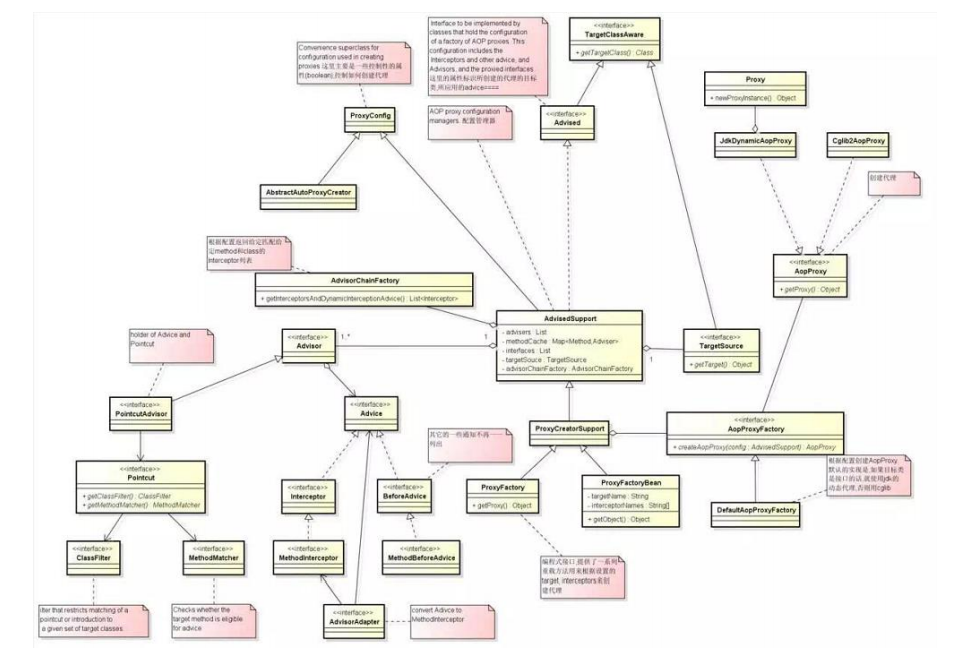 Interface to be implemented by
classes that hold the configuration
of a factory of AOP proxies. This
configuration includes the
Interceptors and other advice, and
Advisors, and the proxied interfaces.
这里的属性标识所创建的代理的目标
类,所应用的advice====
<<interface>>
TargetClassAware
+ getTargetClass() : Class
Convenience superclass for
configuration used in creating
proxies 这里主要是一些控制性的属
性(boolean),控制如何创建代理
Proxy
+ newProxyInstance() : Object
ProxyConfig
AOP proxy configuration
managers. 配置管理器
<<interface>>
Advised
JdkDynamicAopProxy
Cglib2AopProxy
创建代理
AbstractAutoProxyCreator
根据配置返回给定匹配给
定method和class的
Interceptor列表
<<interface>>
AopProxy
+ getProxy() : Object
AdvisorChainFactory
+ getInterceptorsAndDynamicInterceptionAdvice() : List<Interceptor>
AdvisedSupport
- advisers : List
- methodCache : Map<Method,Adviser>
- interfaces : List
- targetSouce : TargetSource
- advisorChainFactory : AdvisorChainFactory
holder of Advice and
Pointcut
<<interface>>
Advisor
1..*
1
1
<<interface>>
TargetSource
+ getTarget() : Object
<<interface>>
PointcutAdvisor
<<interface>>
Advice
ProxyCreatorSupport
<<interface>>
AopProxyFactory
+ createAopProxy(config : AdvisedSupport) : AopProxy
其它的一些通知不再一一
列出
<<interface>>
Pointcut
+ getClassFilter() : ClassFilter
+ getMethodMatcher() : MethodMatcher
<<interface>>
Interceptor
<<interface>>
BeforeAdvice
ProxyFactory
+ getProxy() : Object
ProxyFactoryBean
- targetName : String
- interceptorNames : String[]
+ getObject() : Object
根据配置创建AopProxy,
默认的实现是,如果目标类
是接口的话,就使用jdk的
动态代理,否则用cglib
DefaultAopProxyFactory
<<interface>>
ClassFilter
<<interface>>
MethodMatcher
<<interface>>
MethodInterceptor
<<interface>>
MethodBeforeAdvice
编程式接口,提供了一系列
重载方法用来根据设置的
target, interceptors来创
建代理
ilter that restricts matching of a
pointcut or introduction to
a given set of target classes.
Checks whether the
target method is eligible
for advice
<<interface>>
AdvisorAdapter
convert Adivce to
MethodInterceptor